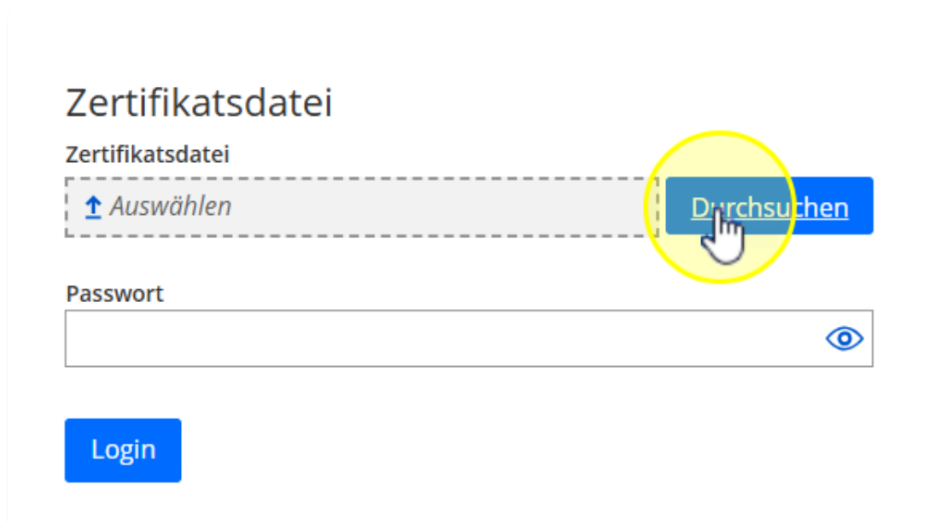 Zertifikatsdatei
Zertifikatsdatei
Auswählen Durchsuchen
Passwort
Login